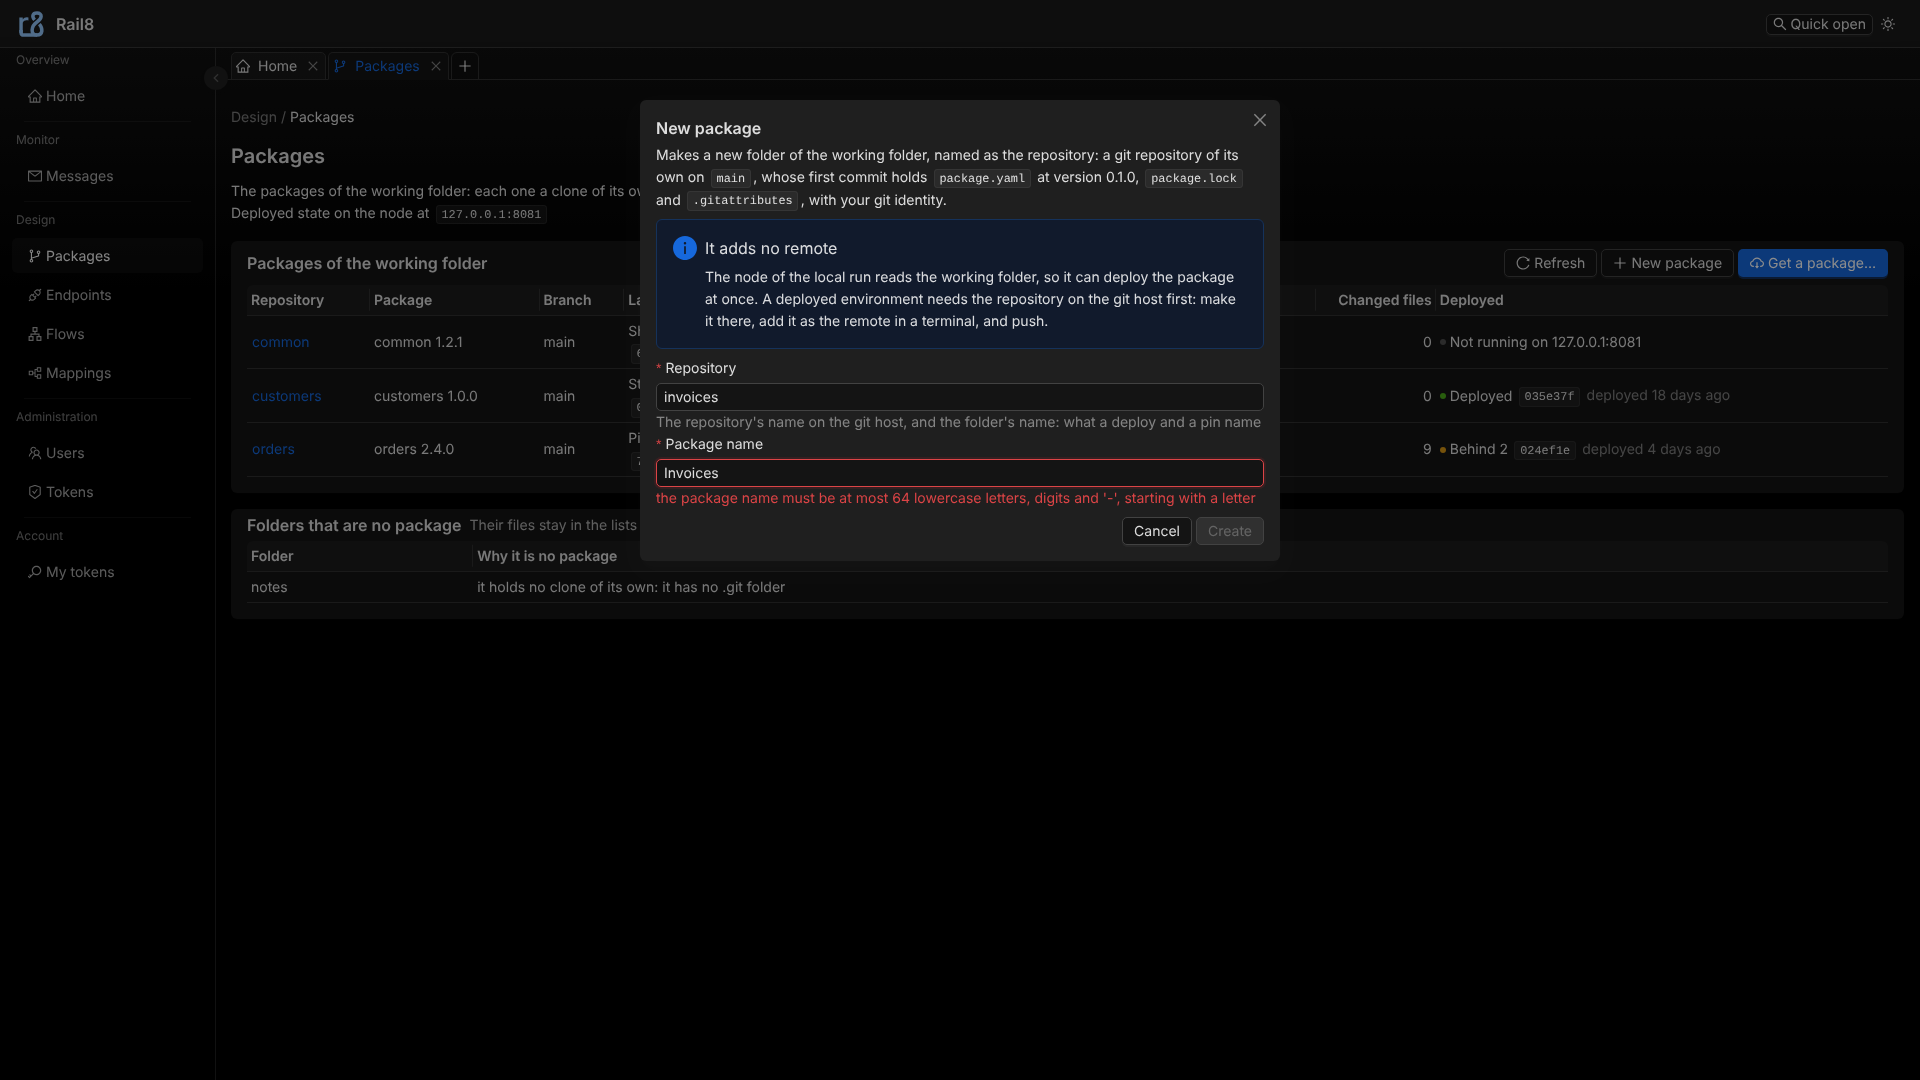 Rail8
Quick open
Overview
Home
Monitor
Messages
Design
Packages
Endpoints
Flows
Mappings
Administration
Users
Tokens
Account
My tokens
Home
Packages
Design / Packages
Packages
The packages of the working folder: each one a clone of its
Deployed state on the node at 127.0.0.1:8081
Packages of the working folder
Refresh
New package
Get a package...
Repository Package Branch Changed files Deployed
common common 1.2.1 main 0 Not running on 127.0.0.1:8081
customers customers 1.0.0 main 0 Deployed 035e37f deployed 18 days ago
orders orders 2.4.0 main 9 Behind 2 024ef1e deployed 4 days ago
Folders that are no package Their files stay in the lists
Folder Why it is no package
notes it holds no clone of its own: it has no .git folder
New package
Makes a new folder of the working folder, named as the repository: a git repository of its
own on main, whose first commit holds package.yaml at version 0.1.0, package.lock
and .gitattributes, with your git identity.
It adds no remote
The node of the local run reads the working folder, so it can deploy the package
at once. A deployed environment needs the repository on the git host first: make
it there, add it as the remote in a terminal, and push.
* Repository
invoices
The repository's name on the git host, and the folder's name: what a deploy and a pin name
* Package name
Invoices
the package name must be at most 64 lowercase letters, digits and '-', starting with a letter
Cancel
Create